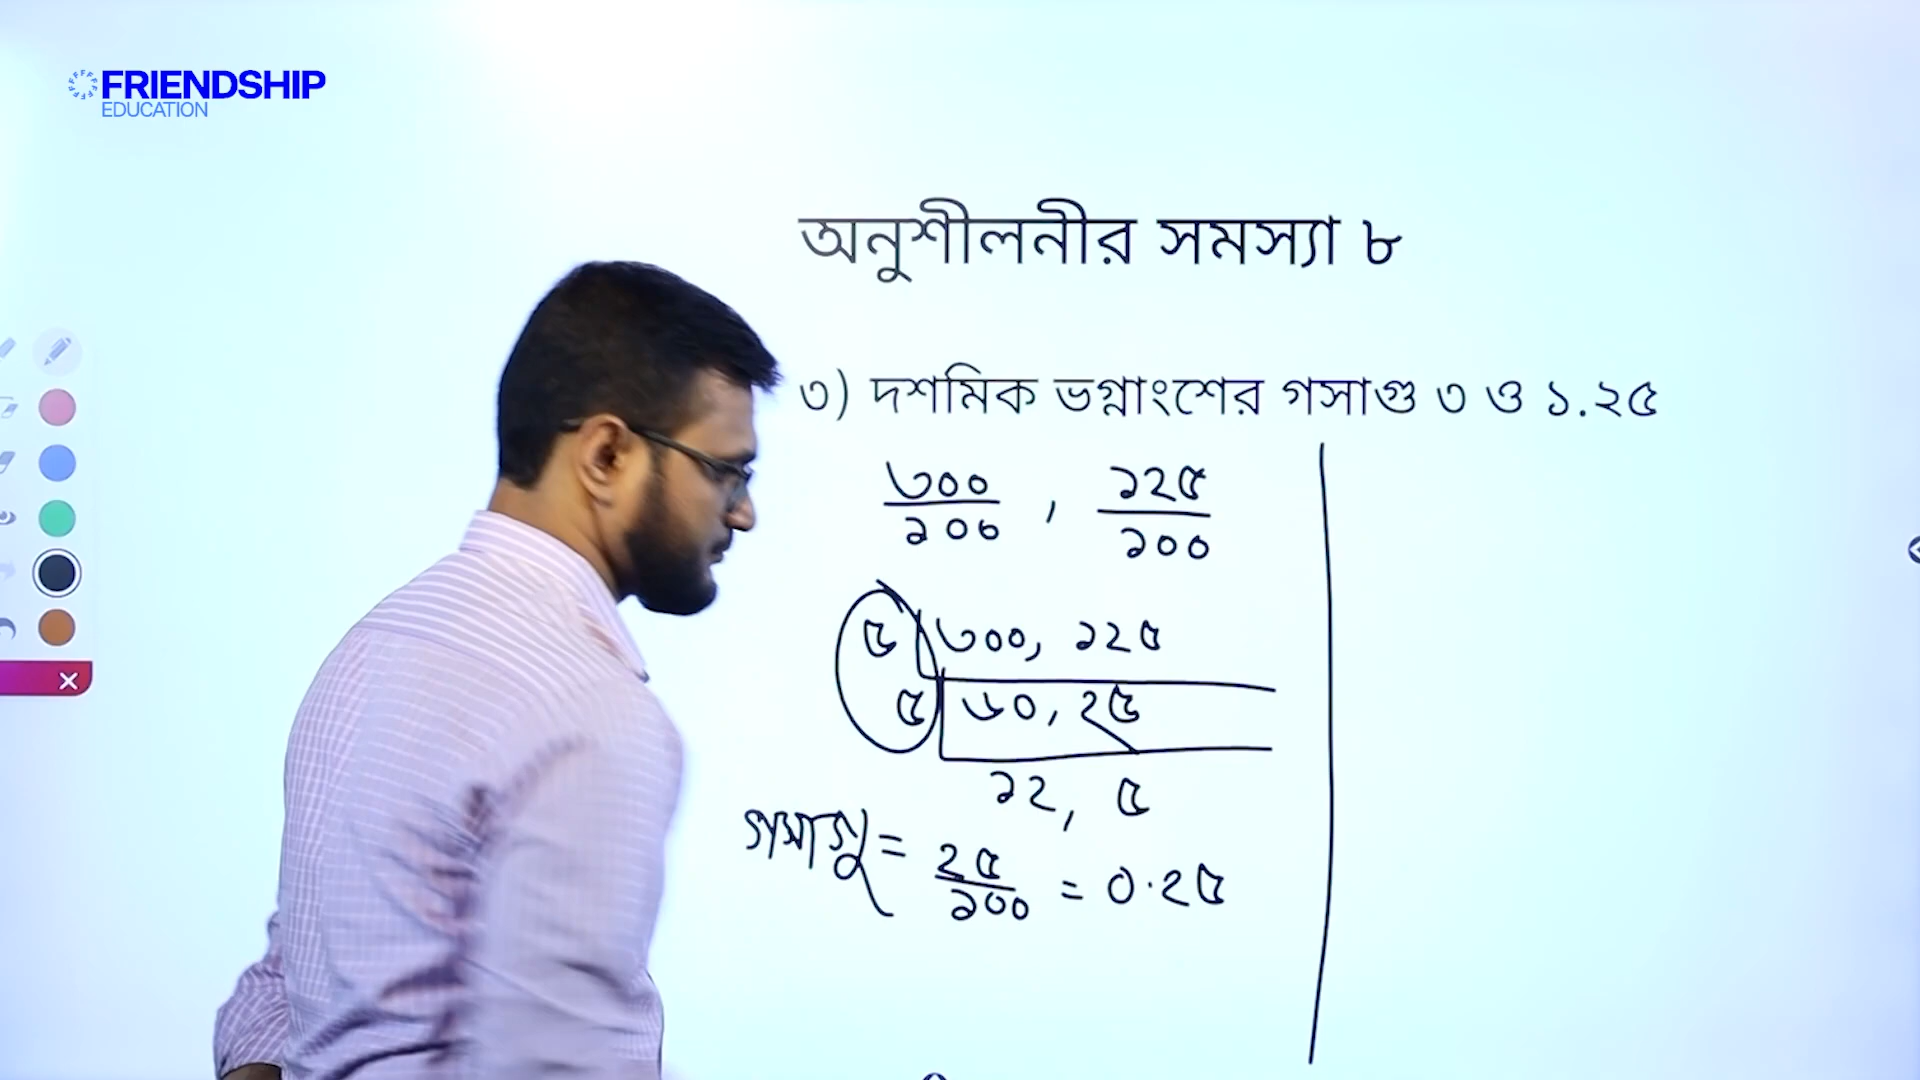 FRIENDSHIP
EDUCATION
অনুশীলনীর সমস্যা ৮
৩) দশমিক ভগ্নাংশের গসাগু ৩ ও ১.২৫
৩০০/১০০ , ১২৫/১০০
৫ ৩০০, ১২৫
৫ ৬০, ২৫
১২, ৫
গসাগু = ২৫/১০০ = ০.২৫